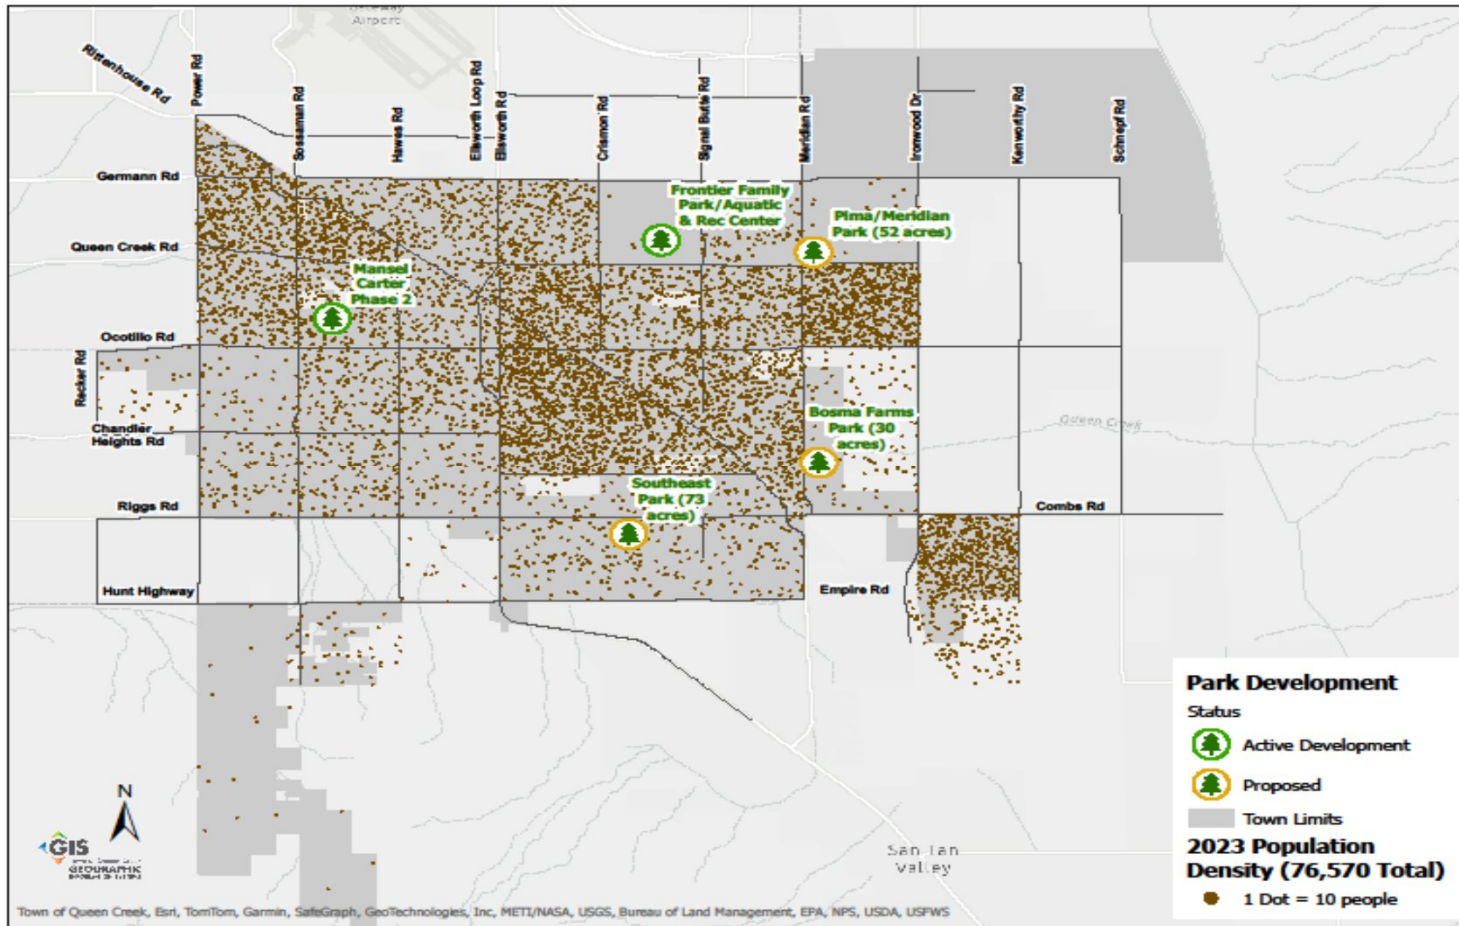 Gateway
Airport
Rittenhouse Rd
Power Rd
Sossaman Rd
Hawes Rd
Ellsworth Loop Rd
Ellsworth Rd
Crismon Rd
Signal Butte Rd
Meridian Rd
Ironwood Dr
Kenworthy Rd
Schnepf Rd
Germann Rd
Frontier Family
Park/Aquatic
& Rec Center
Pima/Meridian
Park (52 acres)
Queen Creek Rd
Mansel
Carter
Phase 2
Ocotillo Rd
Recker Rd
Bosma Farms
Park (30
acres)
Queen Creek
Chandler
Heights Rd
Southeast
Park (73
acres)
Riggs Rd
Combs Rd
Hunt Highway
Empire Rd
Park Development
Status
Active Development
Proposed
Town Limits
2023 Population
Density (76,570 Total)
1 Dot = 10 people
N
GIS
GEOGRAPHIC
San Tan
Valley
Town of Queen Creek, Esri, TomTom, Garmin, SafeGraph, GeoTechnologies, Inc, METI/NASA, USGS, Bureau of Land Management, EPA, NPS, USDA, USFWS